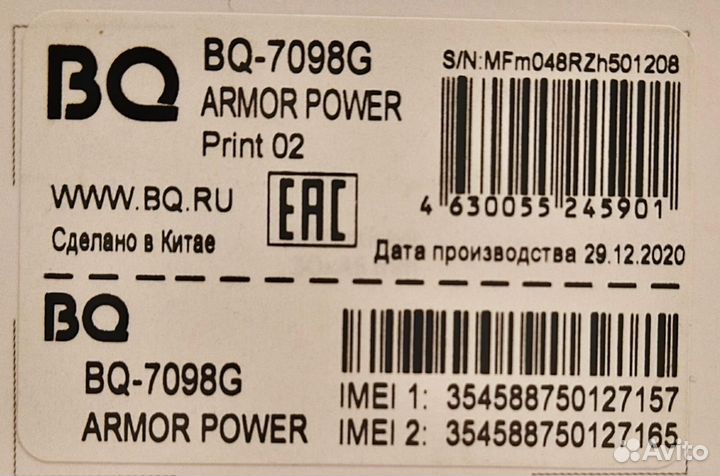 BQ
BQ-7098G
ARMOR POWER
Print 02
WWW.BQ.RU
Сделано в Китае
EAC
S/N:MFm048RZh501208
4 630055 245901
Дата производства 29.12.2020
BQ
BQ-7098G
ARMOR POWER
IMEI 1: 354588750127157
IMEI 2: 354588750127165
Avito